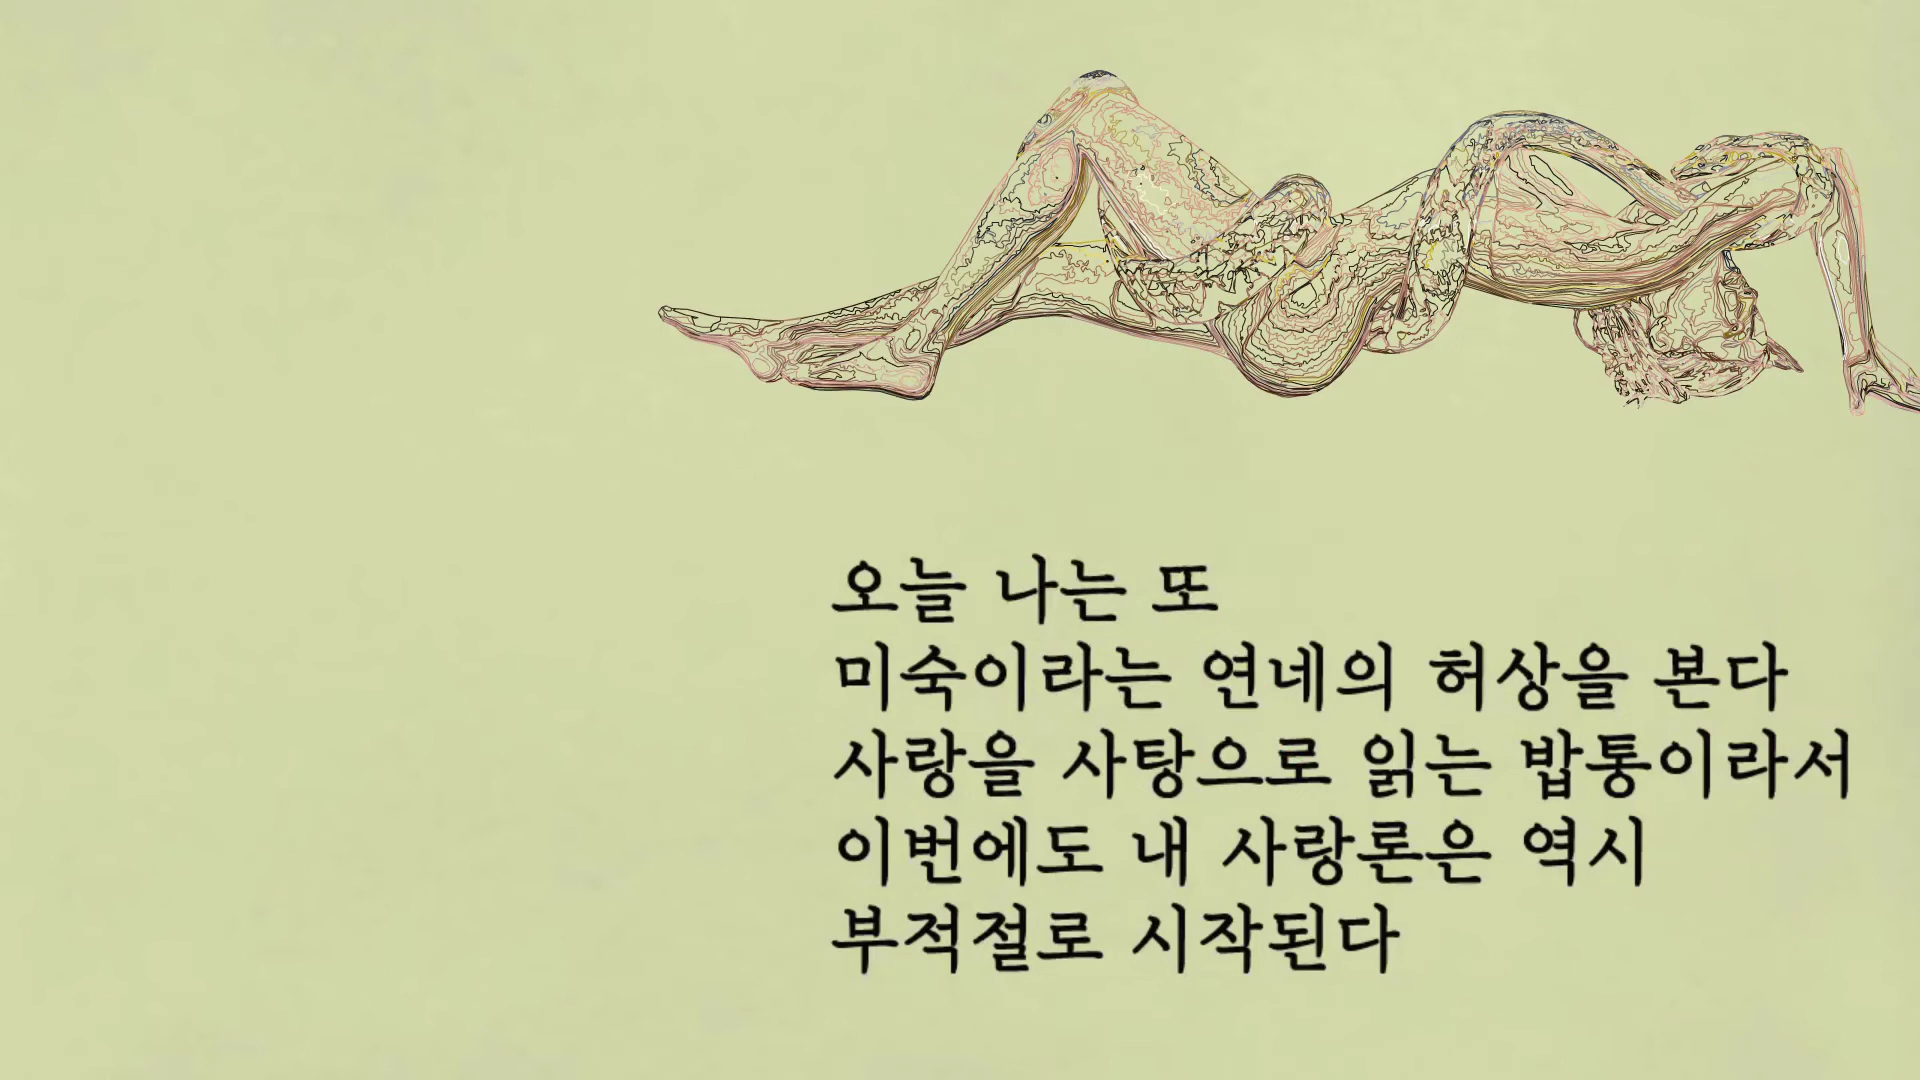 오늘 나는 또
미숙이라는 연네의 허상을 본다
사랑을 사탕으로 읽는 밥통이라서
이번에도 내 사랑론은 역시
부적절로 시작된다